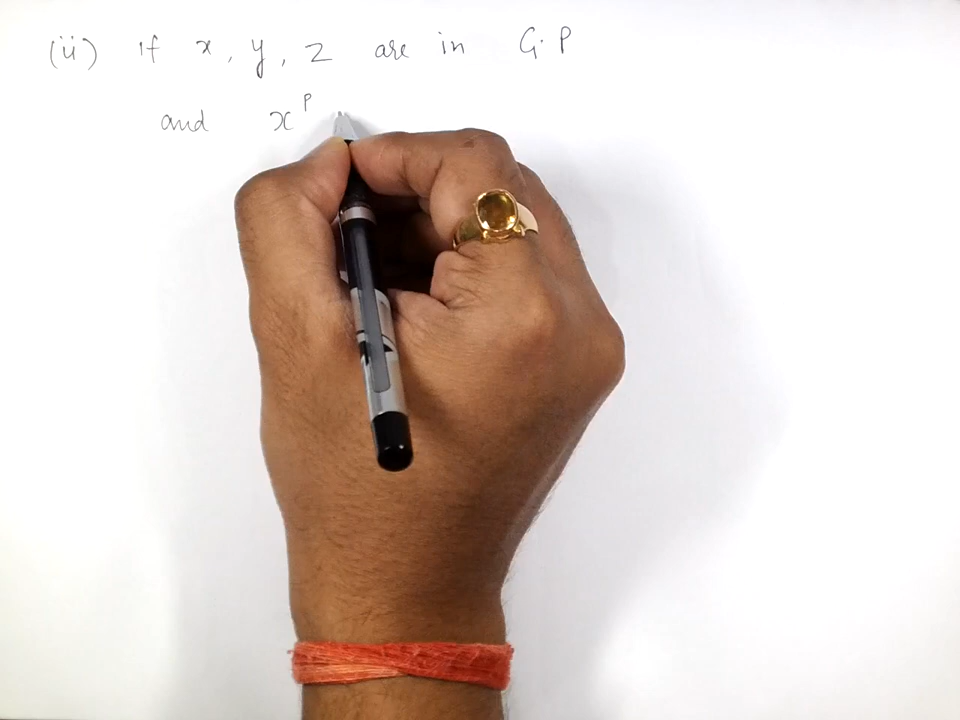 (ii) If x, y, z are in G.P
and x^P